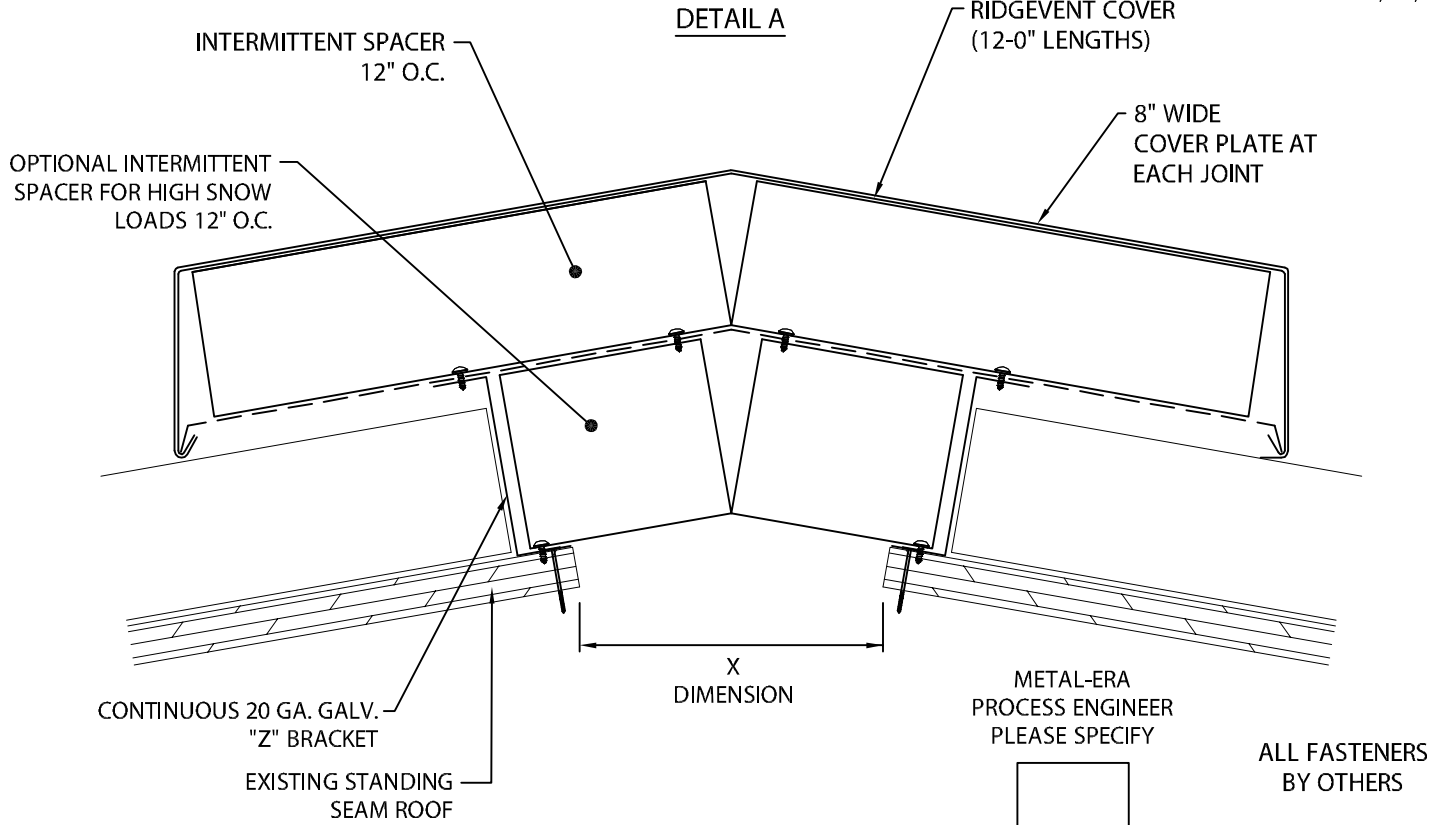 DETAIL A
RIDGEVENT COVER
(12-0" LENGTHS)
INTERMITTENT SPACER
12" O.C.
8" WIDE
COVER PLATE AT
EACH JOINT
OPTIONAL INTERMITTENT
SPACER FOR HIGH SNOW
LOADS 12" O.C.
X
DIMENSION
CONTINUOUS 20 GA. GALV.
"Z" BRACKET
EXISTING STANDING
SEAM ROOF
METAL-ERA
PROCESS ENGINEER
PLEASE SPECIFY
ALL FASTENERS
BY OTHERS